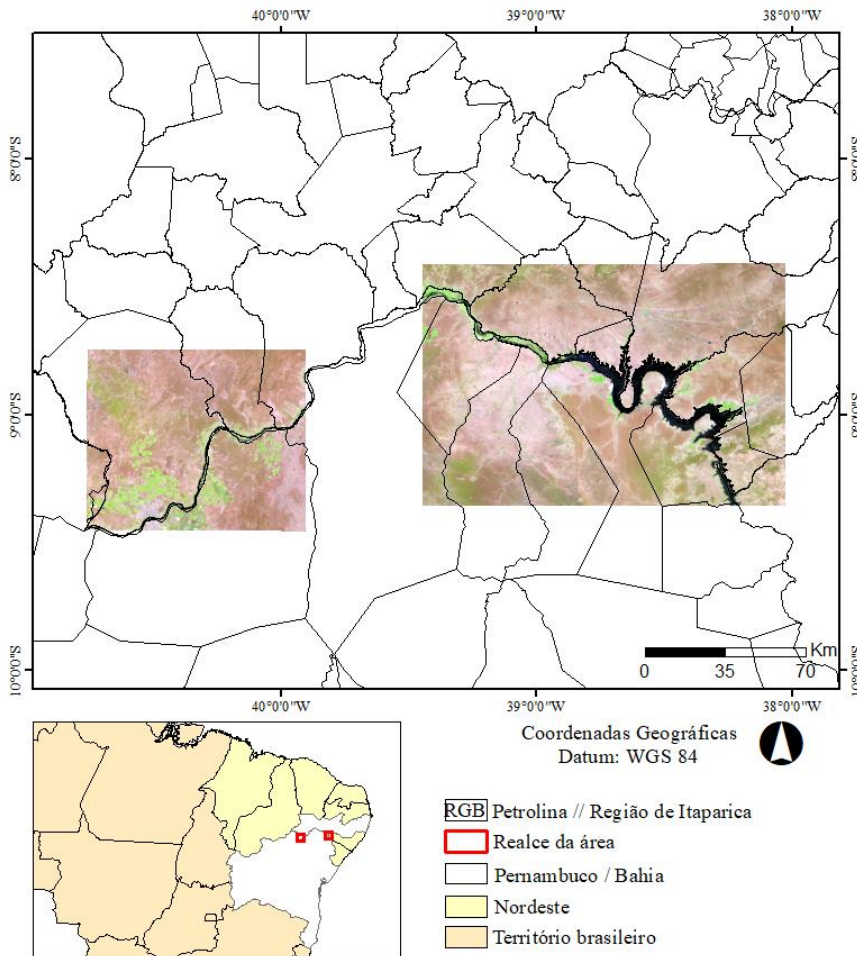 40°0'0"W 39°0'0"W 38°0'0"W
8°0'0"S 8°0'0"S
9°0'0"S 9°0'0"S
Km
0 35 70
10°0'0"S 10°0'0"S
40°0'0"W 39°0'0"W 38°0'0"W
Coordenadas Geográficas
Datum: WGS 84
RGB Petrolina // Região de Itaparica
Realce da área
Pernambuco / Bahia
Nordeste
Território brasileiro